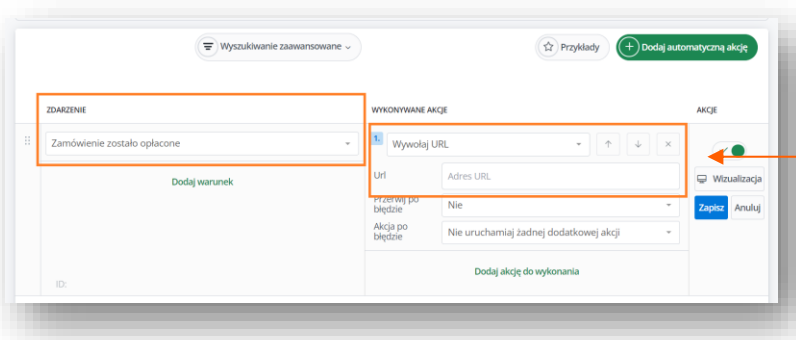 Wyszukiwanie zaawansowane
Przykłady
Dodaj automatyczną akcję
ZDARZENIE
WYKONYWANE AKCJE
AKCJE
Zamówienie zostało opłacone
1. Wywołaj URL
Dodaj warunek
Url
Adres URL
Wizualizacja
Przerwij po błędzie
Nie
Zapisz
Anuluj
Akcja po błędzie
Nie uruchamiaj żadnej dodatkowej akcji
Dodaj akcję do wykonania
ID: